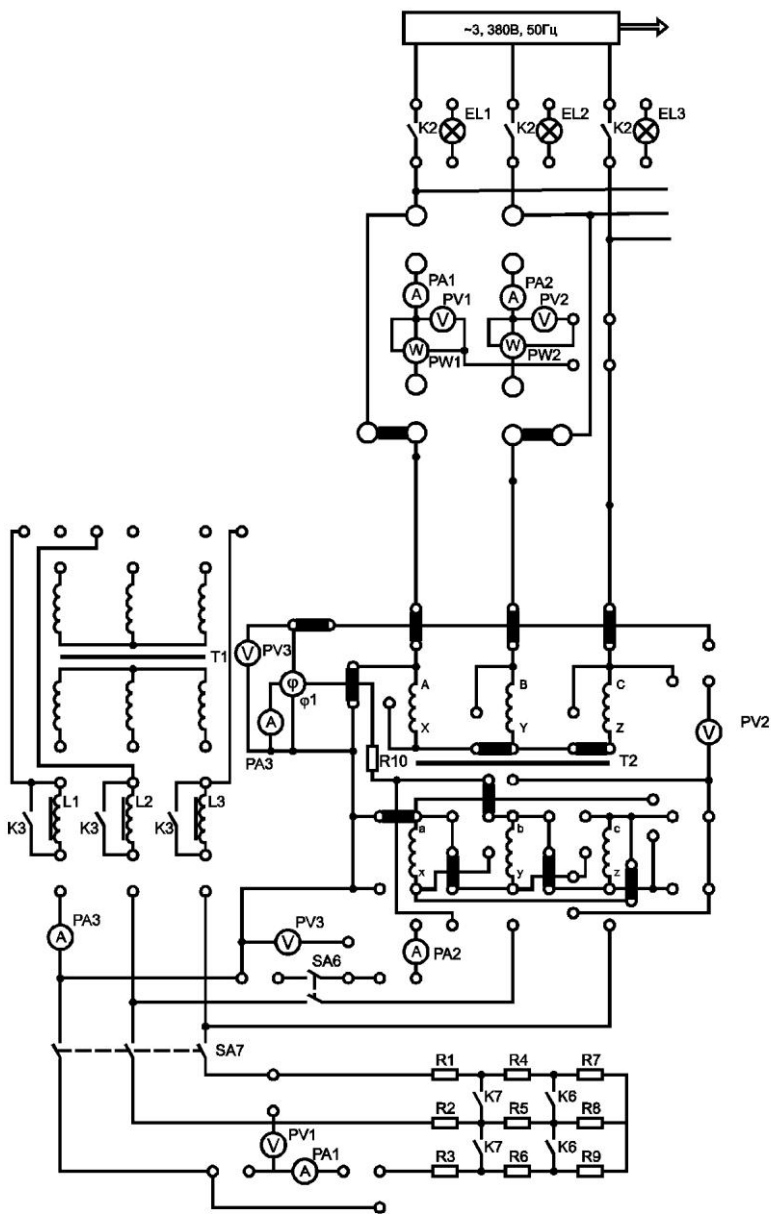 ~3, 380В, 50Гц
K2 EL1 K2 EL2 K2 EL3
PA1 PA2
A PV1 A PV2
V V
W W
PW1 PW2
T1
PV3 V A B C
φ φ1
A X Y Z V PV2
PA3 R10 T2
L1 L2 L3
K3 K3 K3 a b c
x y z
PA3 PV3
A V A PA2
SA6
SA7
R1 R4 R7
K7 K6
R2 R5 R8
PV1 V K7 K6
PA1 A R3 R6 R9